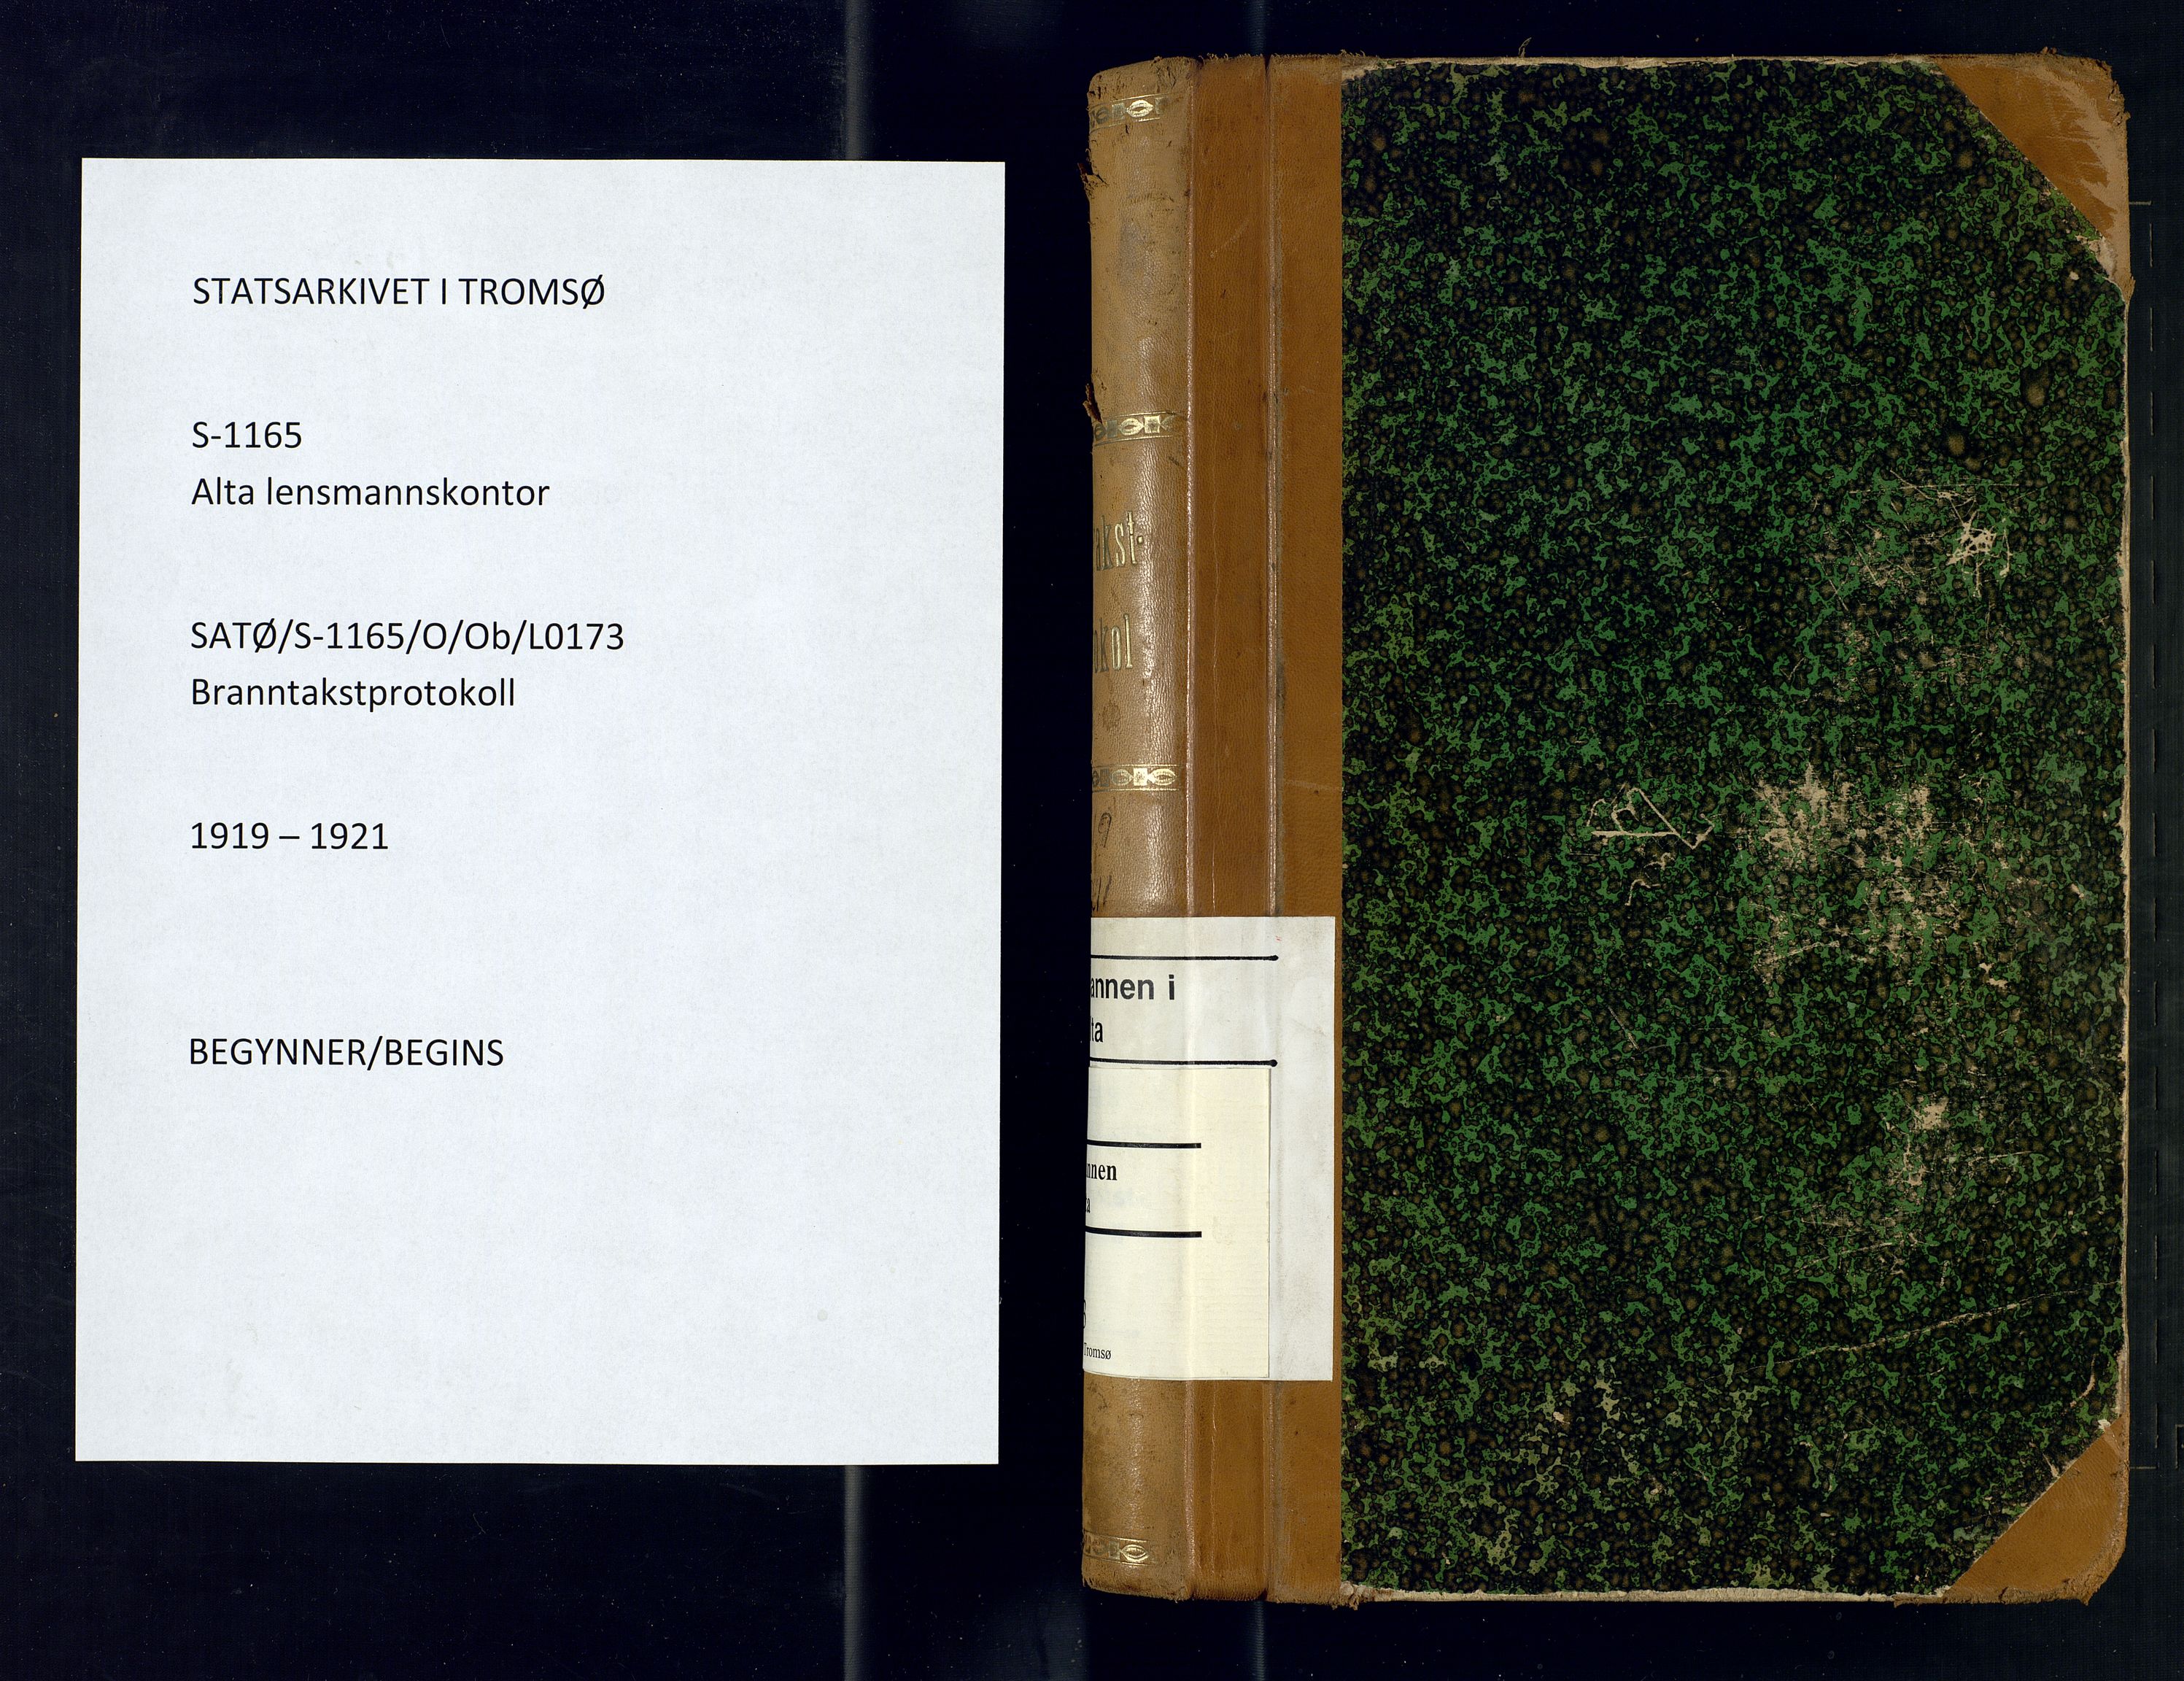 STATSARKIVET I TROMSØ
S-1165
Alta lensmannskontor
SATØ/S-1165/O/Ob/L0173
Branntakstprotokoll
1919 – 1921
BEGYNNER/BEGINS
akst-
okol
annen i
ta
nnen
Tromsø